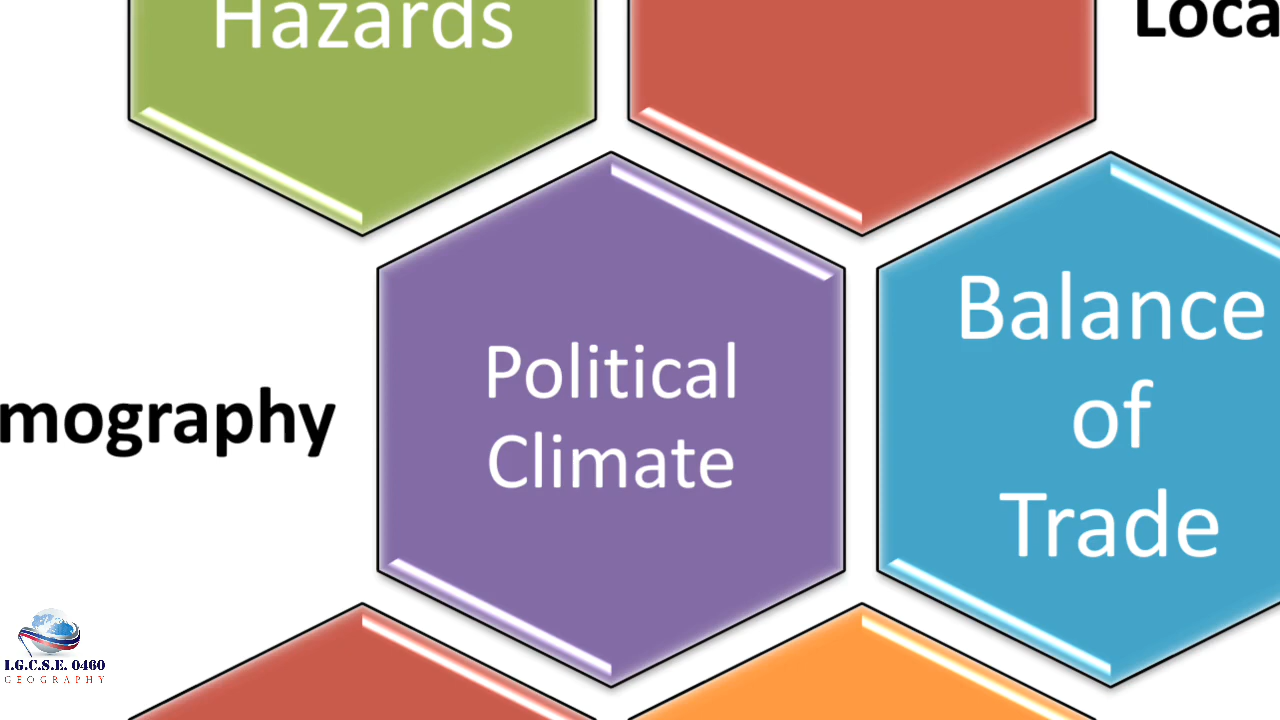 Hazards
Loca
Political
Climate
mography
Balance
of
Trade
I.G.C.S.E. 0460
GEOGRAPHY